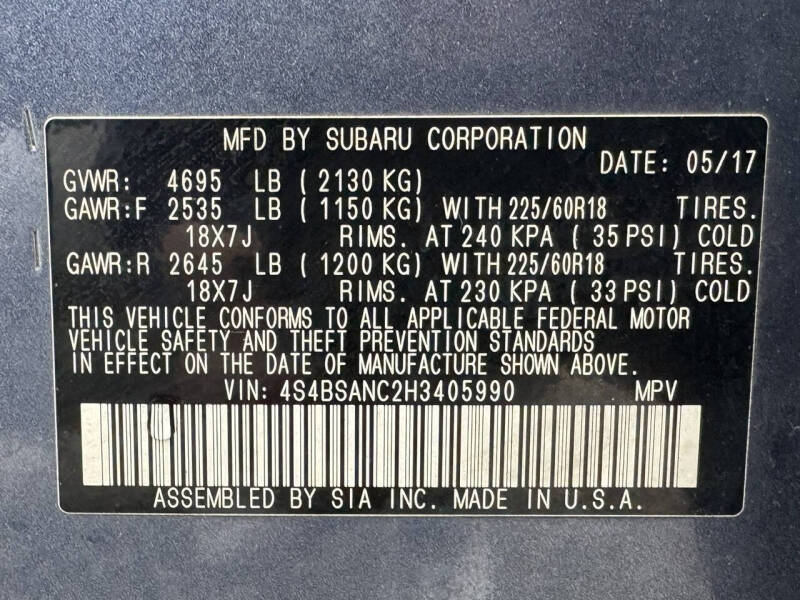 MFD BY SUBARU CORPORATION
DATE: 05/17
GVWR: 4695 LB ( 2130 KG)
GAWR:F 2535 LB ( 1150 KG) WITH 225/60R18 TIRES.
18X7J RIMS. AT 240 KPA ( 35 PSI) COLD
GAWR:R 2645 LB ( 1200 KG) WITH 225/60R18 TIRES.
18X7J RIMS. AT 230 KPA ( 33 PSI) COLD
THIS VEHICLE CONFORMS TO ALL APPLICABLE FEDERAL MOTOR
VEHICLE SAFETY AND THEFT PREVENTION STANDARDS
IN EFFECT ON THE DATE OF MANUFACTURE SHOWN ABOVE.
VIN: 4S4BSANC2H3405990 MPV
ASSEMBLED BY SIA INC. MADE IN U.S.A.